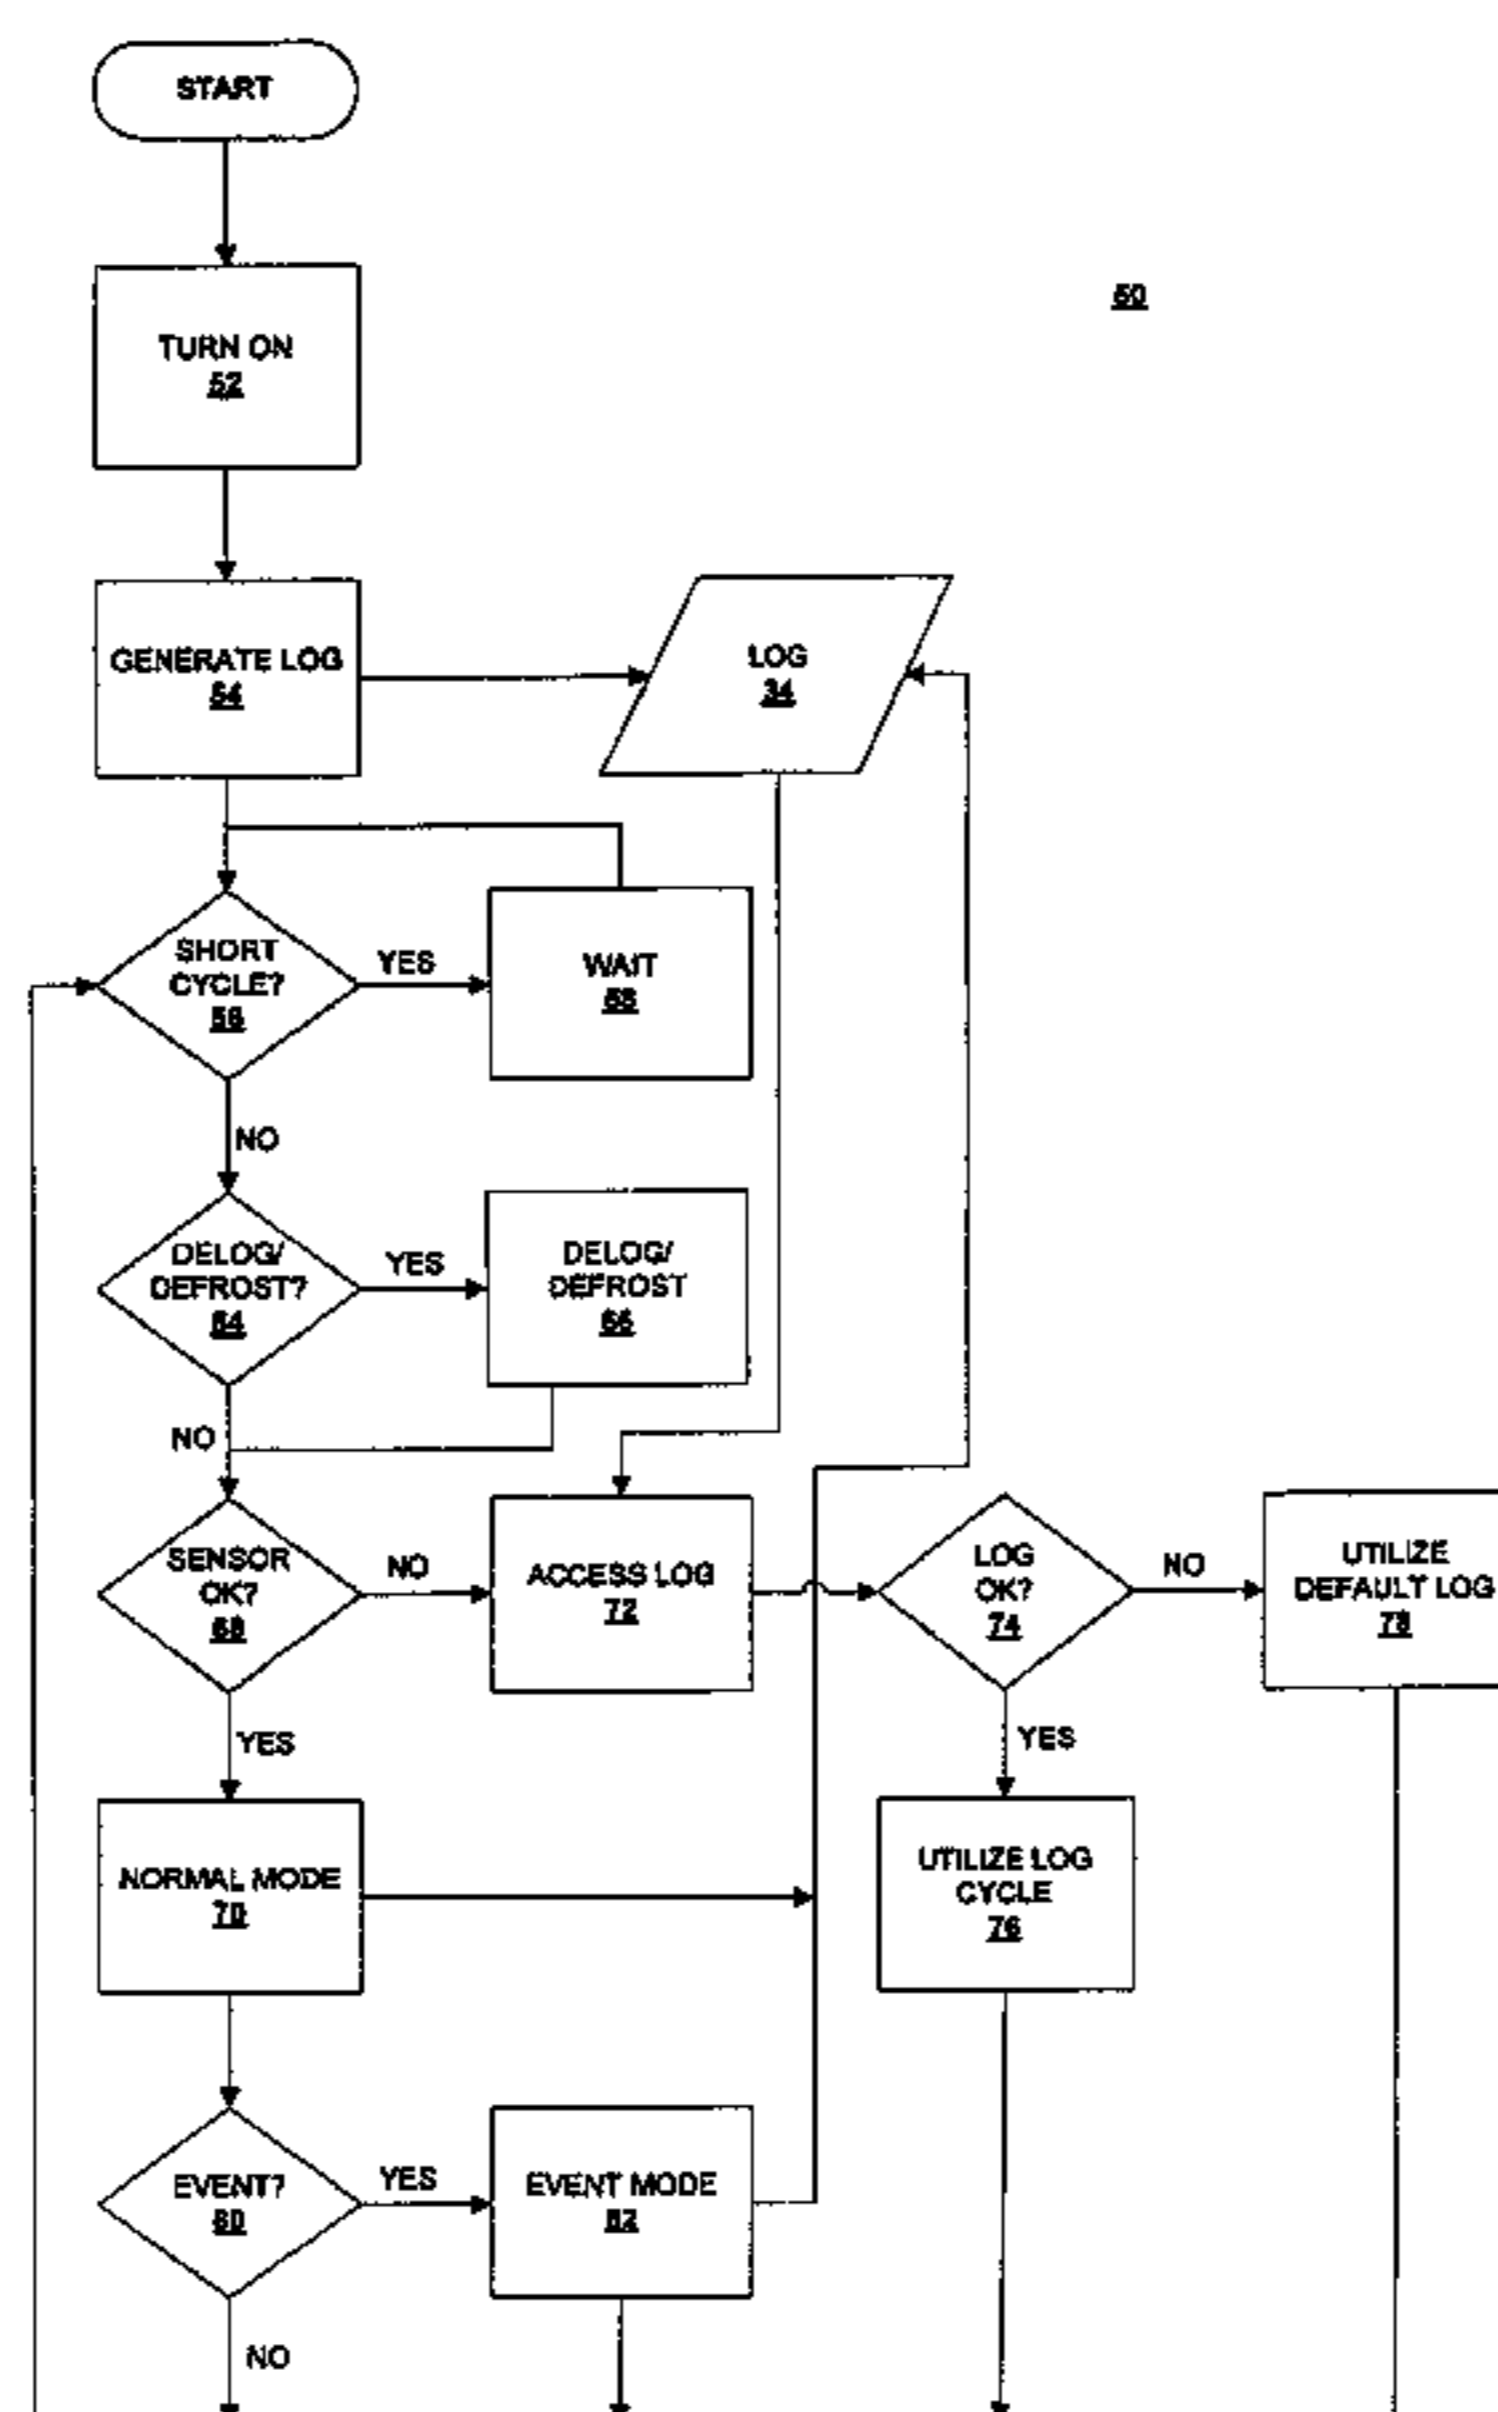 START
TURN ON
52
50
GENERATE LOG
54
LOG
34
SHORT
CYCLE?
56
YES
WAIT
58
NO
DELOG/
DEFROST?
64
YES
DELOG/
DEFROST
66
NO
SENSOR
OK?
68
NO
ACCESS LOG
72
LOG
OK?
74
NO
UTILIZE
DEFAULT LOG
78
YES
YES
NORMAL MODE
70
UTILIZE LOG
CYCLE
76
EVENT?
80
YES
EVENT MODE
82
NO